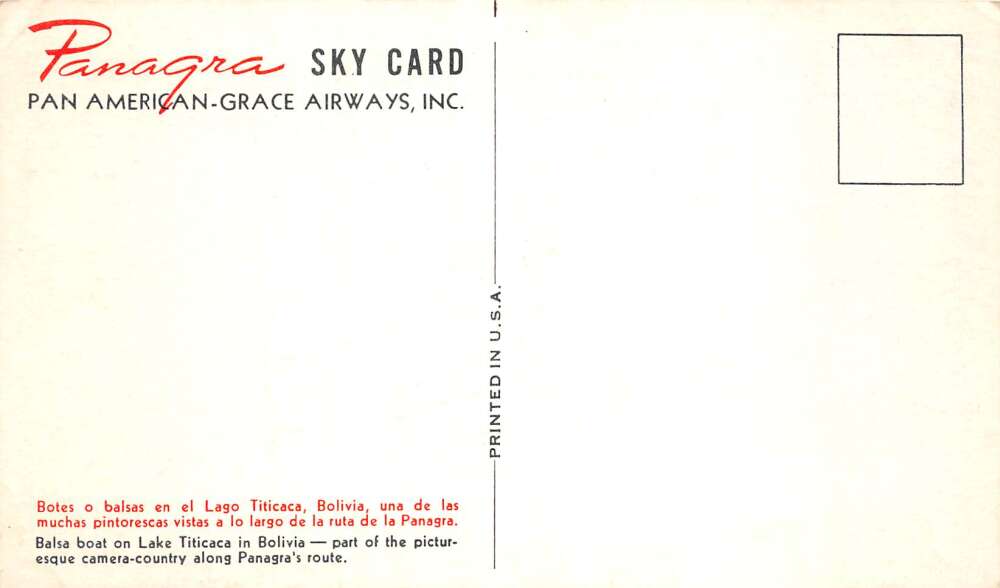 Panagra SKY CARD
PAN AMERICAN-GRACE AIRWAYS, INC.
PRINTED IN U.S.A.
Botes o balsas en el Lago Titicaca, Bolivia, una de las
muchas pintorescas vistas a lo largo de la ruta de la Panagra.
Balsa boat on Lake Titicaca in Bolivia — part of the pictur-
esque camera-country along Panagra's route.